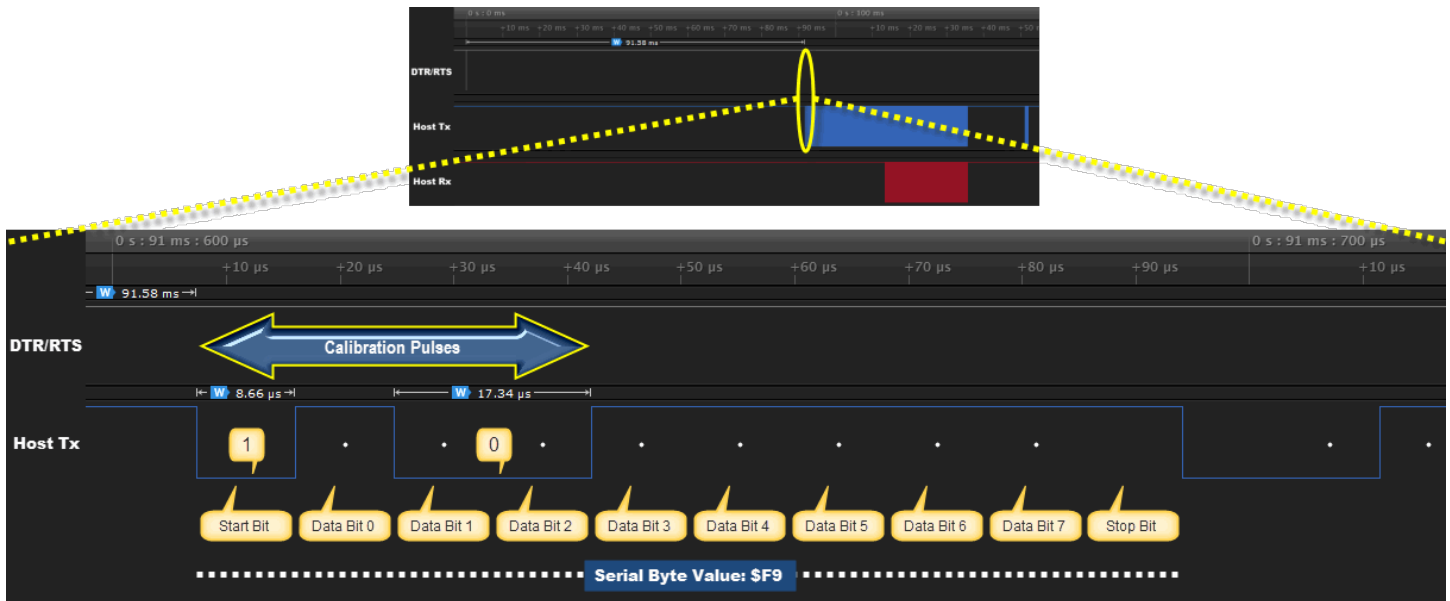 0 s : 0 ms 0 s : 100 ms
+10 ms +20 ms +30 ms +40 ms +50 ms +60 ms +70 ms +80 ms +90 ms +10 ms +20 ms +30 ms +40 ms +50
W 91.58 ms
DTR/RTS
Host Tx
Host Rx
0 s : 91 ms : 600 µs 0 s : 91 ms : 700 µs
+10 µs +20 µs +30 µs +40 µs +50 µs +60 µs +70 µs +80 µs +90 µs +10 µs
W 91.58 ms
DTR/RTS
Calibration Pulses
W 8.66 µs W 17.34 µs
Host Tx
1 0
Start Bit Data Bit 0 Data Bit 1 Data Bit 2 Data Bit 3 Data Bit 4 Data Bit 5 Data Bit 6 Data Bit 7 Stop Bit
Serial Byte Value: $F9